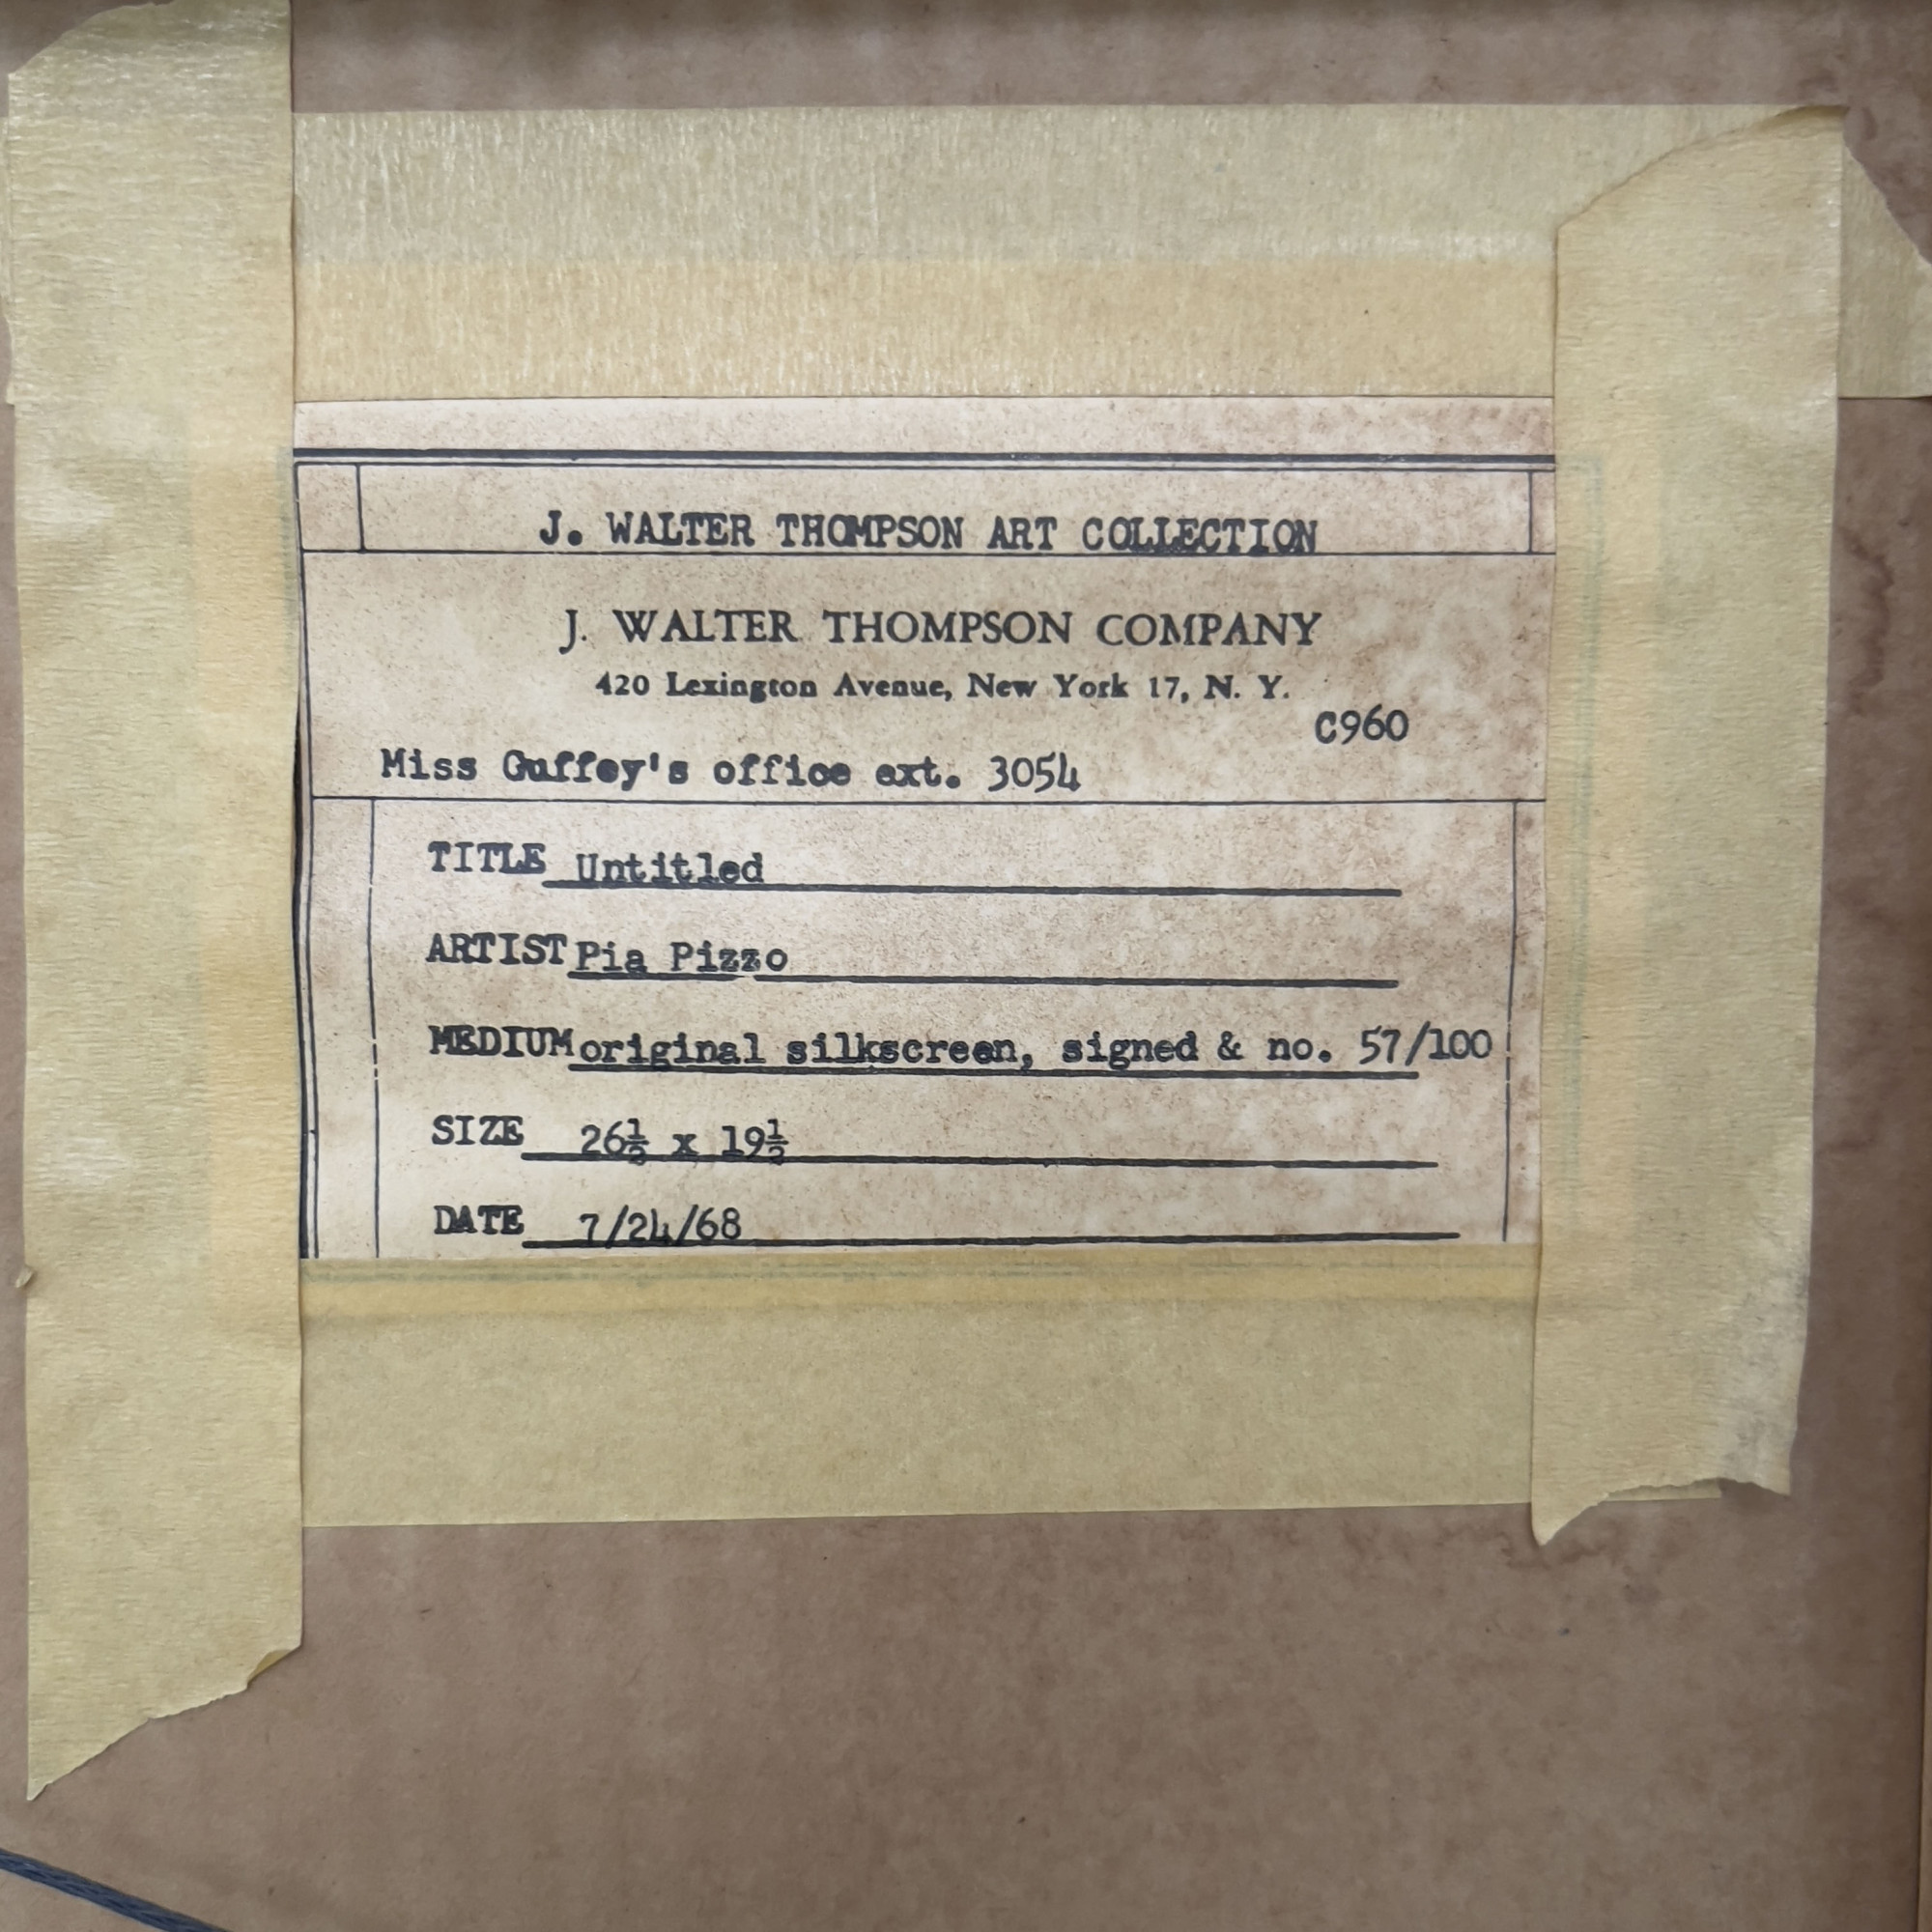 J. WALTER THOMPSON ART COLLECTION
J. WALTER THOMPSON COMPANY
420 Lexington Avenue, New York 17, N. Y.
C960
Miss Guffey's office ext. 3054
TITLE Untitled
ARTIST Pia Pizzo
MEDIUM original silkscreen, signed & no. 57/100
SIZE 26½ x 19½
DATE 7/24/68